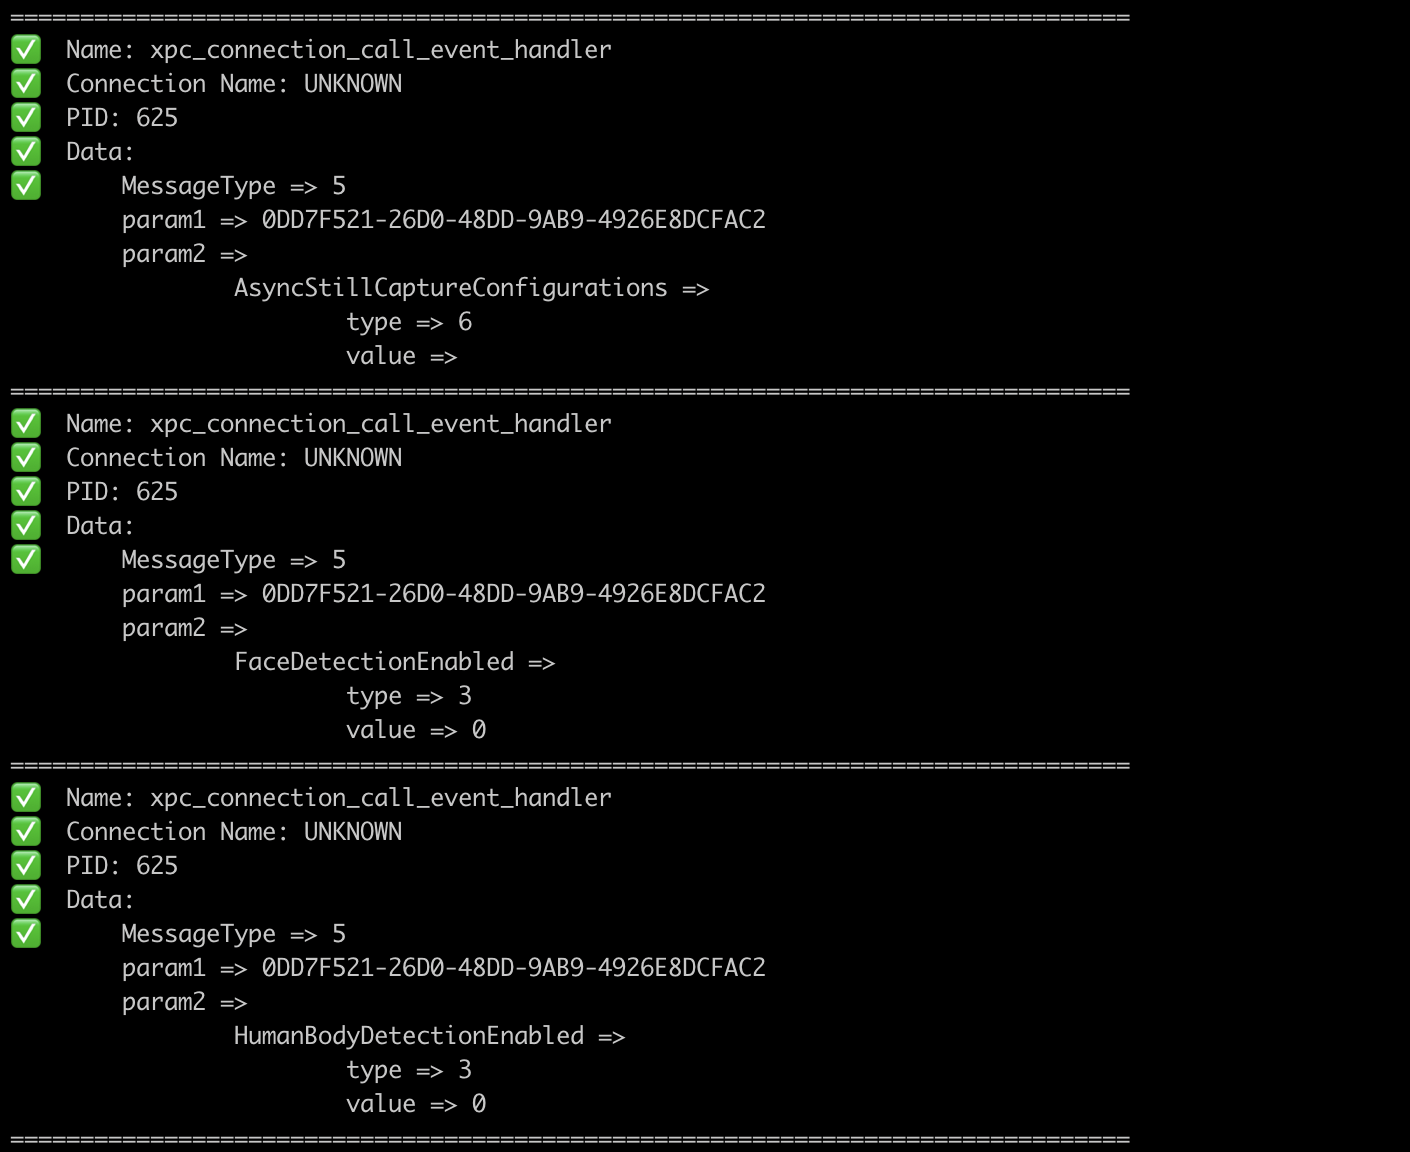 ================================================================================
✅ Name: xpc_connection_call_event_handler
✅ Connection Name: UNKNOWN
✅ PID: 625
✅ Data:
✅ MessageType => 5
param1 => 0DD7F521-26D0-48DD-9AB9-4926E8DCFAC2
param2 =>
AsyncStillCaptureConfigurations =>
type => 6
value =>
================================================================================
✅ Name: xpc_connection_call_event_handler
✅ Connection Name: UNKNOWN
✅ PID: 625
✅ Data:
✅ MessageType => 5
param1 => 0DD7F521-26D0-48DD-9AB9-4926E8DCFAC2
param2 =>
FaceDetectionEnabled =>
type => 3
value => 0
================================================================================
✅ Name: xpc_connection_call_event_handler
✅ Connection Name: UNKNOWN
✅ PID: 625
✅ Data:
✅ MessageType => 5
param1 => 0DD7F521-26D0-48DD-9AB9-4926E8DCFAC2
param2 =>
HumanBodyDetectionEnabled =>
type => 3
value => 0
================================================================================